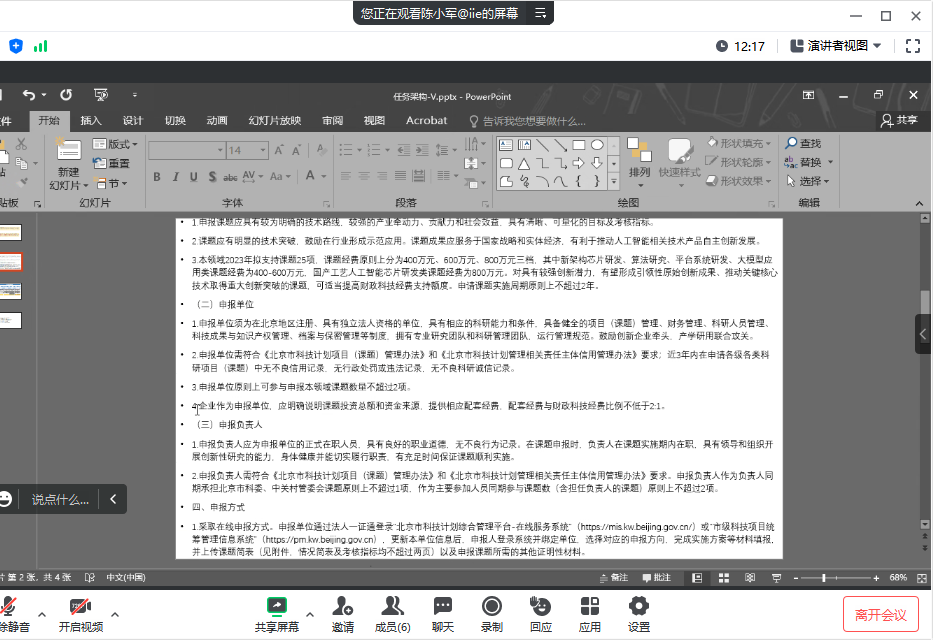 您正在观看陈小军@iie的屏幕
12:17 演讲者视图
任务架构-V.pptx - PowerPoint
件 开始 插入 设计 切换 动画 幻灯片放映 审阅 视图 Acrobat 告诉我您想要做什么... 共享
贴 新建 幻灯片 版式 重置 节 14 排列 快速样式 形状填充 形状轮廓 形状效果 查找 替换 选择
B I U S abc AV Aa A
贴板 幻灯片 字体 段落 绘图 编辑
• 1.申报课题应具有较为明确的技术路线，较强的产业牵动力、贡献力和社会效益，具有清晰、可量化的目标及考核指标。
• 2.课题应有明显的技术突破，鼓励在行业形成示范应用。课题成果应服务于国家战略和实体经济，有利于推动人工智能相关技术产品自主创新发展。
• 3.本领域2023年拟支持课题25项，课题经费原则上分为400万元、600万元、800万元三档，其中新架构芯片研发、算法研究、平台系统研发、大模型应
用类课题经费为400-600万元，国产工艺人工智能芯片研发类课题经费为800万元。对具有较强创新潜力，有望形成引领性原始创新成果、推动关键核心
技术取得重大创新突破的课题，可适当提高财政科技经费支持额度。申请课题实施周期原则上不超过2年。
• （二）申报单位
• 1.申报单位须为在北京地区注册、具有独立法人资格的单位，具有相应的科研能力和条件，具备健全的项目（课题）管理、财务管理、科研人员管理、
科技成果与知识产权管理、档案与保密管理等制度，拥有专业研究团队和科研管理团队，运行管理规范。鼓励创新企业牵头，产学研用联合攻关。
• 2.申报单位需符合《北京市科技计划项目（课题）管理办法》和《北京市科技计划管理相关责任主体信用管理办法》要求；近3年内在申请各级各类科
研项目（课题）中无不良信用记录，无行政处罚或违法记录，无不良科研诚信记录。
• 3.申报单位原则上可参与申报本领域课题数量不超过2项。
• 4.企业作为申报单位，应明确说明课题投资总额和资金来源，提供相应配套经费，配套经费与财政科技经费比例不低于2:1。
• （三）申报负责人
• 1.申报负责人应为申报单位的正式在职人员，具有良好的职业道德，无不良行为记录。在课题申报时，负责人在课题实施期内在职，具有领导和组织开
展创新性研究的能力，身体健康并能切实履行职责，有充足时间保证课题顺利实施。
• 2.申报负责人需符合《北京市科技计划项目（课题）管理办法》和《北京市科技计划管理相关责任主体信用管理办法》要求。申报负责人作为负责人同
期承担北京市科委、中关村管委会课题原则上不超过1项，作为主要参加人员同期参与课题数（含担任负责人的课题）原则上不超过2项。
• 四、申报方式
• 1.采取在线申报方式。申报单位通过法人一证通登录“北京市科技计划综合管理平台-在线服务系统”（https://mis.kw.beijing.gov.cn/）或“市级科技项目统
筹管理信息系统”（https://pm.kw.beijing.gov.cn），更新本单位信息后，申报人登录系统并绑定单位，选择对应的申报方向，完成实施方案等材料填报，
并上传课题简表（见附件，情况简表及考核指标均不超过两页）以及申报课题所需的其他证明性材料。
说点什么...
片 第 2 张，共 4 张 中文(中国) 备注 批注 68%
除静音 开启视频 共享屏幕 邀请 成员(6) 聊天 录制 回应 应用 设置 离开会议